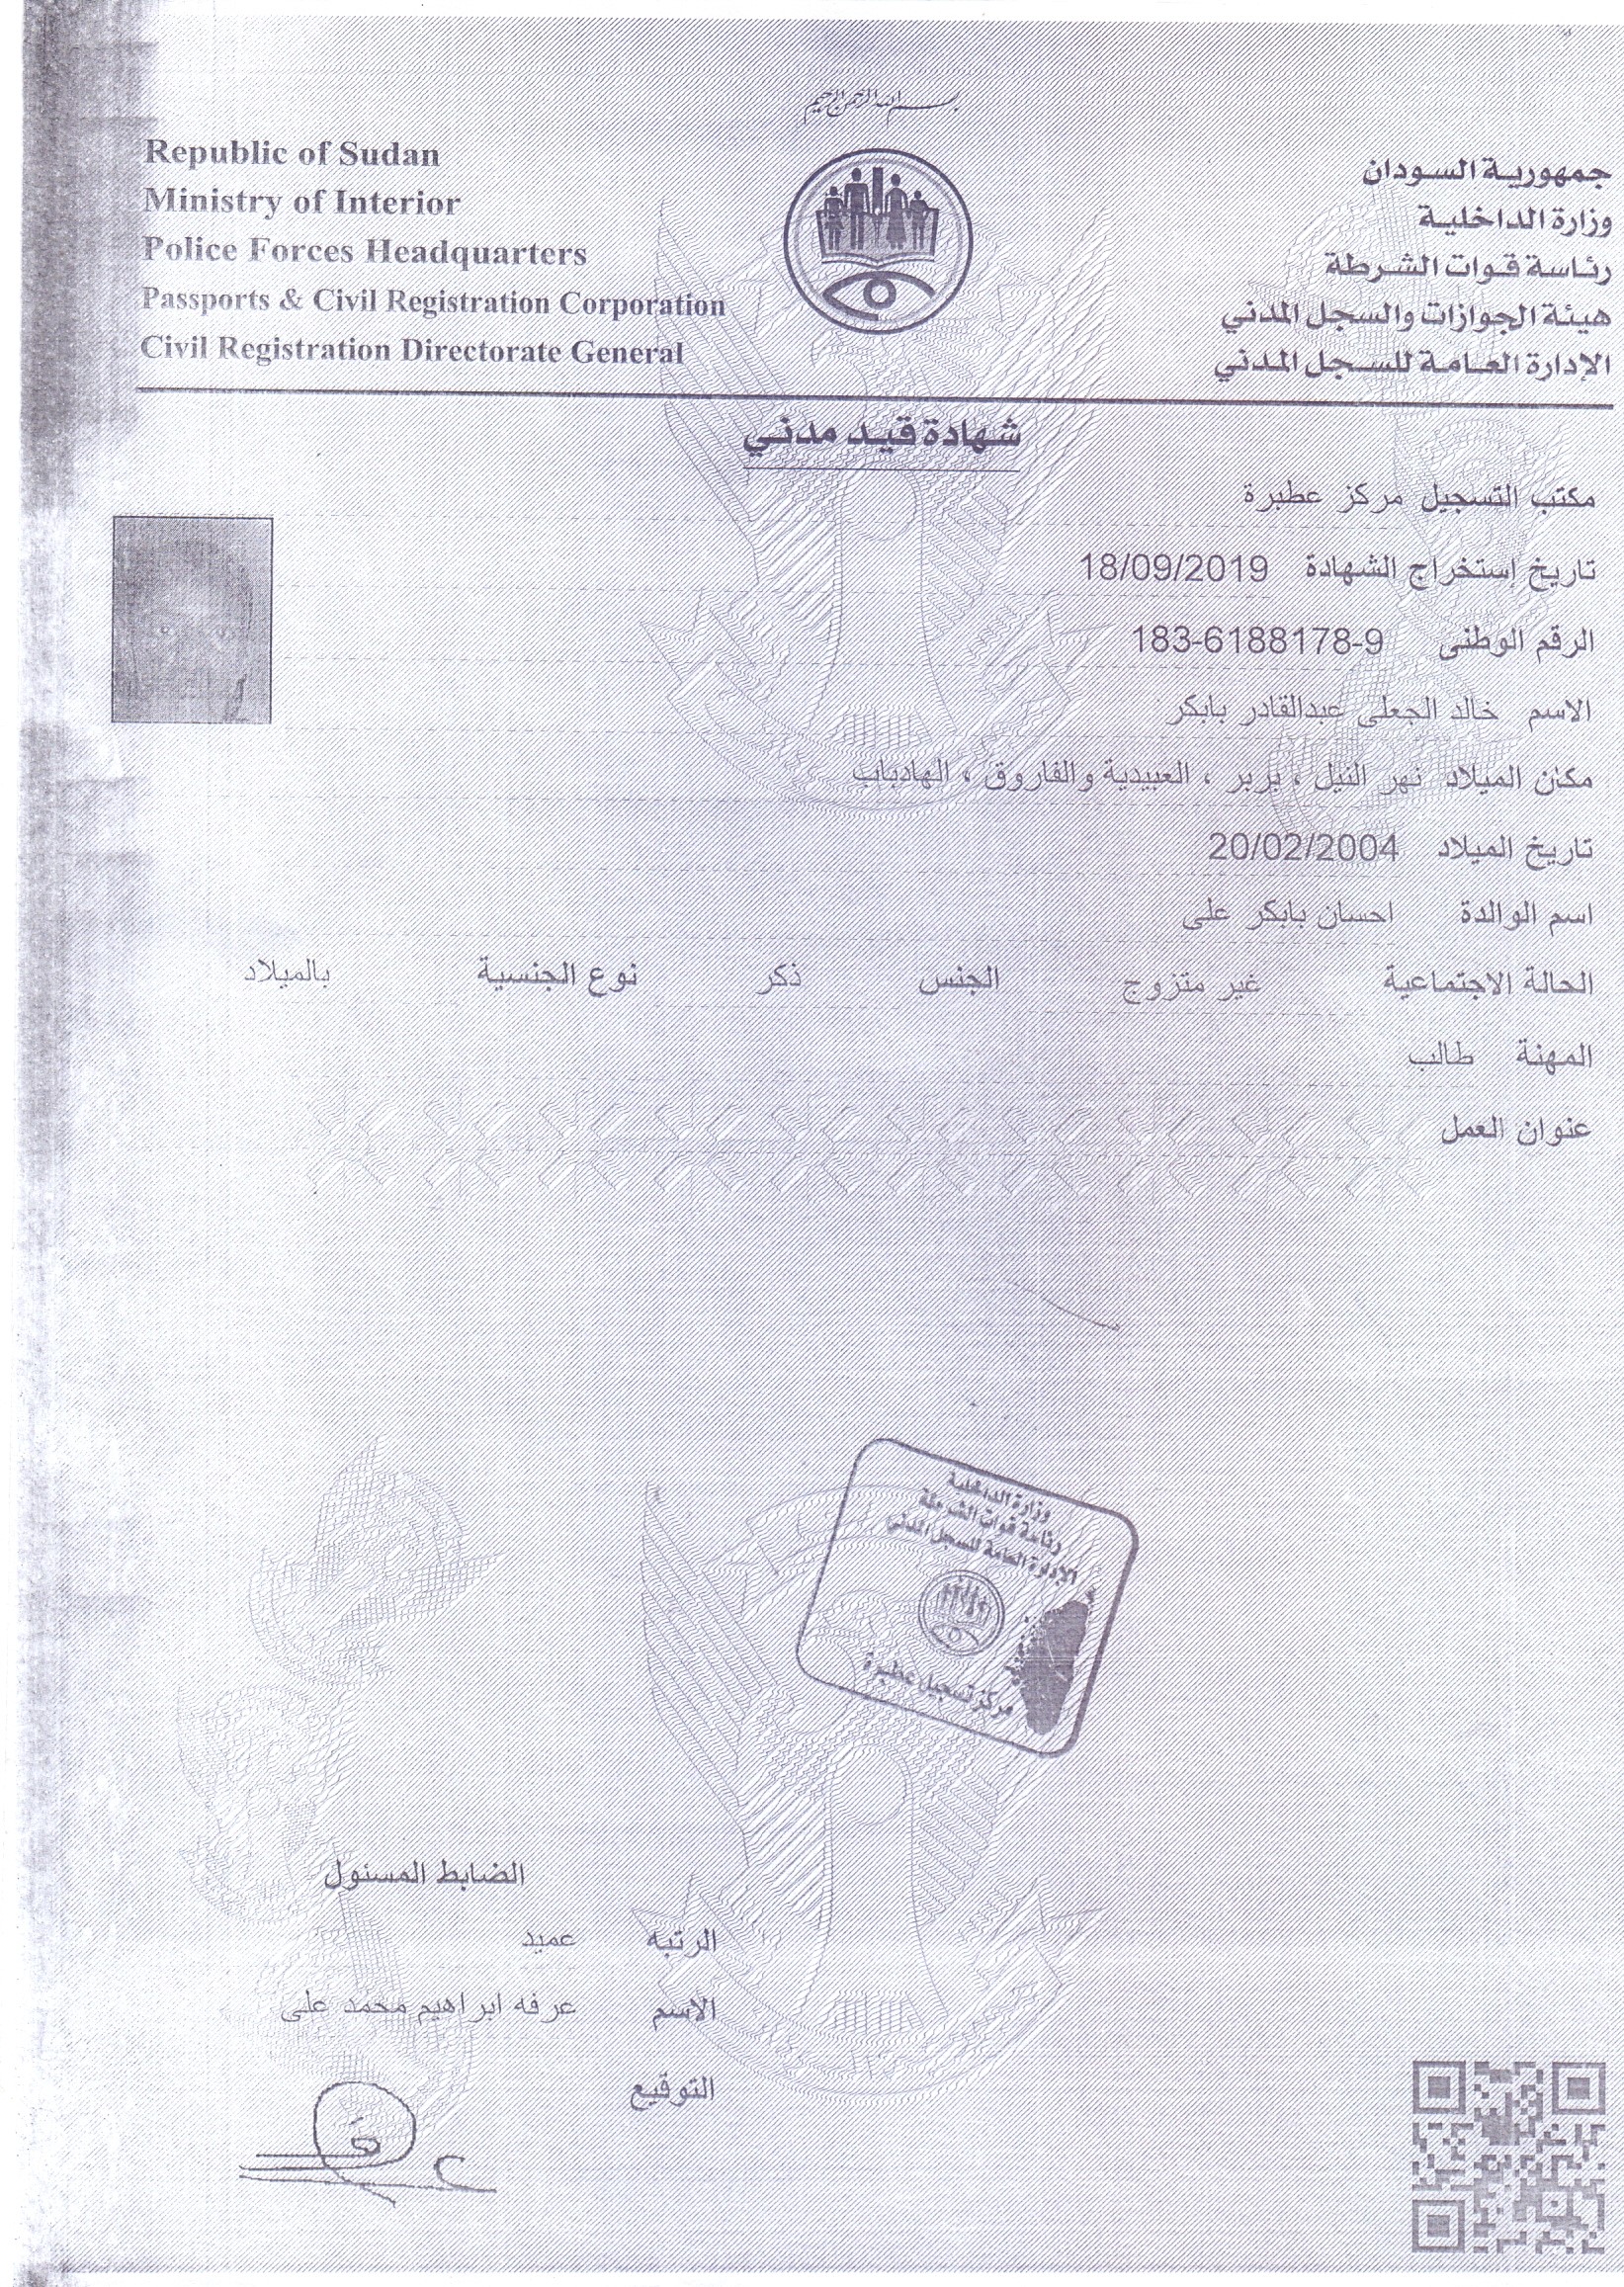 بسم الله الرحمن الرحيم
Republic of Sudan
Ministry of Interior
Police Forces Headquarters
Passports & Civil Registration Corporation
Civil Registration Directorate General
جمهورية السودان
وزارة الداخلية
رئاسة قوات الشرطة
هيئة الجوازات والسجل المدني
الإدارة العامة للسجل المدني
شهادة قيد مدني
مكتب التسجيل مركز عطبرة
تاريخ إستخراج الشهادة 18/09/2019
الرقم الوطنى 183-6188178-9
الاسم خالد الجعلى عبدالقادر بابكر
مكان الميلاد نهر النيل ، بربر ، العبيدية والفاروق ، الهادباب
تاريخ الميلاد 20/02/2004
اسم الوالدة احسان بابكر على
الحالة الاجتماعية غير متزوج الجنس ذكر نوع الجنسية بالميلاد
المهنة طالب
عنوان العمل
وزارة الداخلية
رئاسة قوات الشرطة
الإدارة العامة للسجل المدني
مركز تسجيل عطبرة
الضابط المسئول
الرتبه عميد
الاسم عرفه ابراهيم محمد على
التوقيع